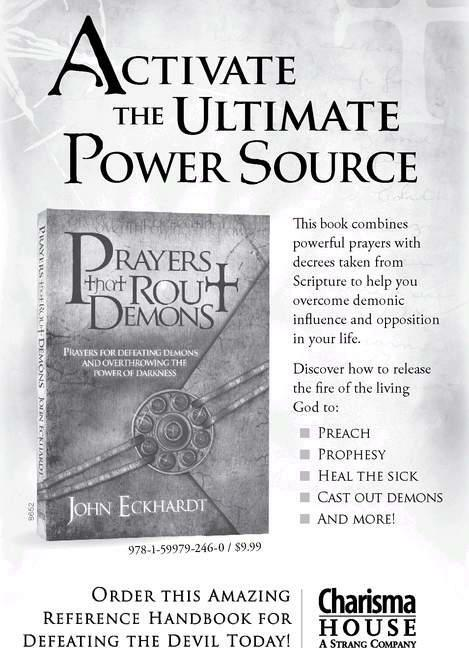 ACTIVATE
THE ULTIMATE
POWER SOURCE
PRAYERS that ROUT DEMONS JOHN ECKHARDT
PRAYERS
that ROUT
DEMONS
PRAYERS FOR DEFEATING DEMONS
AND OVERTHROWING THE
POWER OF DARKNESS
JOHN ECKHARDT
8652
978-1-59979-246-0 / $9.99
This book combines
powerful prayers with
decrees taken from
Scripture to help you
overcome demonic
influence and opposition
in your life.
Discover how to release
the fire of the living
God to:
PREACH
PROPHESY
HEAL THE SICK
CAST OUT DEMONS
AND MORE!
ORDER THIS AMAZING
REFERENCE HANDBOOK FOR
DEFEATING THE DEVIL TODAY!
Charisma
HOUSE
A STRANG COMPANY